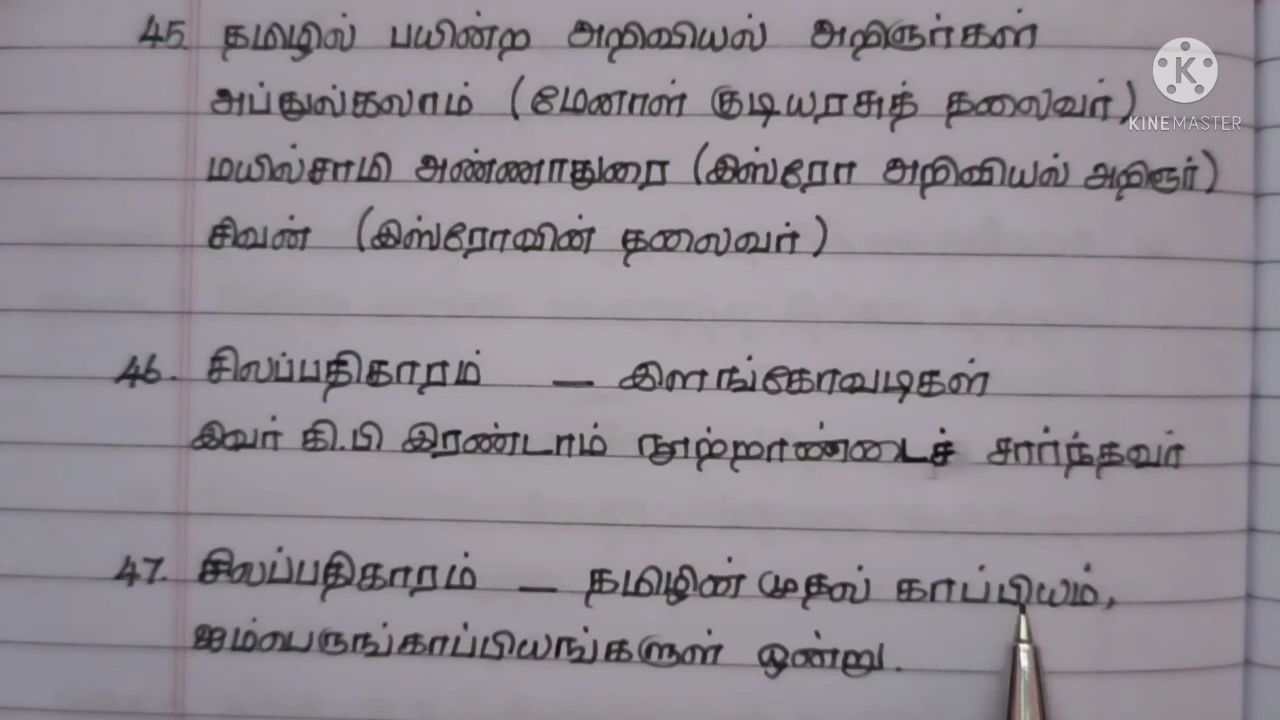 45. தமிழில் பயின்ற அறிவியல் அறிஞர்கள்
அப்துல்கலாம் (மேனாள் குடியரசுத் தலைவர்)
மயில்சாமி அண்ணாதுரை (இஸ்ரோ அறிவியல் அறிஞர்)
சிவன் (இஸ்ரோவின் தலைவர்)
46. சிலப்பதிகாரம் – இளங்கோவடிகள்
இவர் கி.பி இரண்டாம் நூற்றாண்டைச் சார்ந்தவர்
47. சிலப்பதிகாரம் – தமிழின் முதல் காப்பியம்,
ஐம்பெருங்காப்பியங்களுள் ஒன்று.
K
KINEMASTER